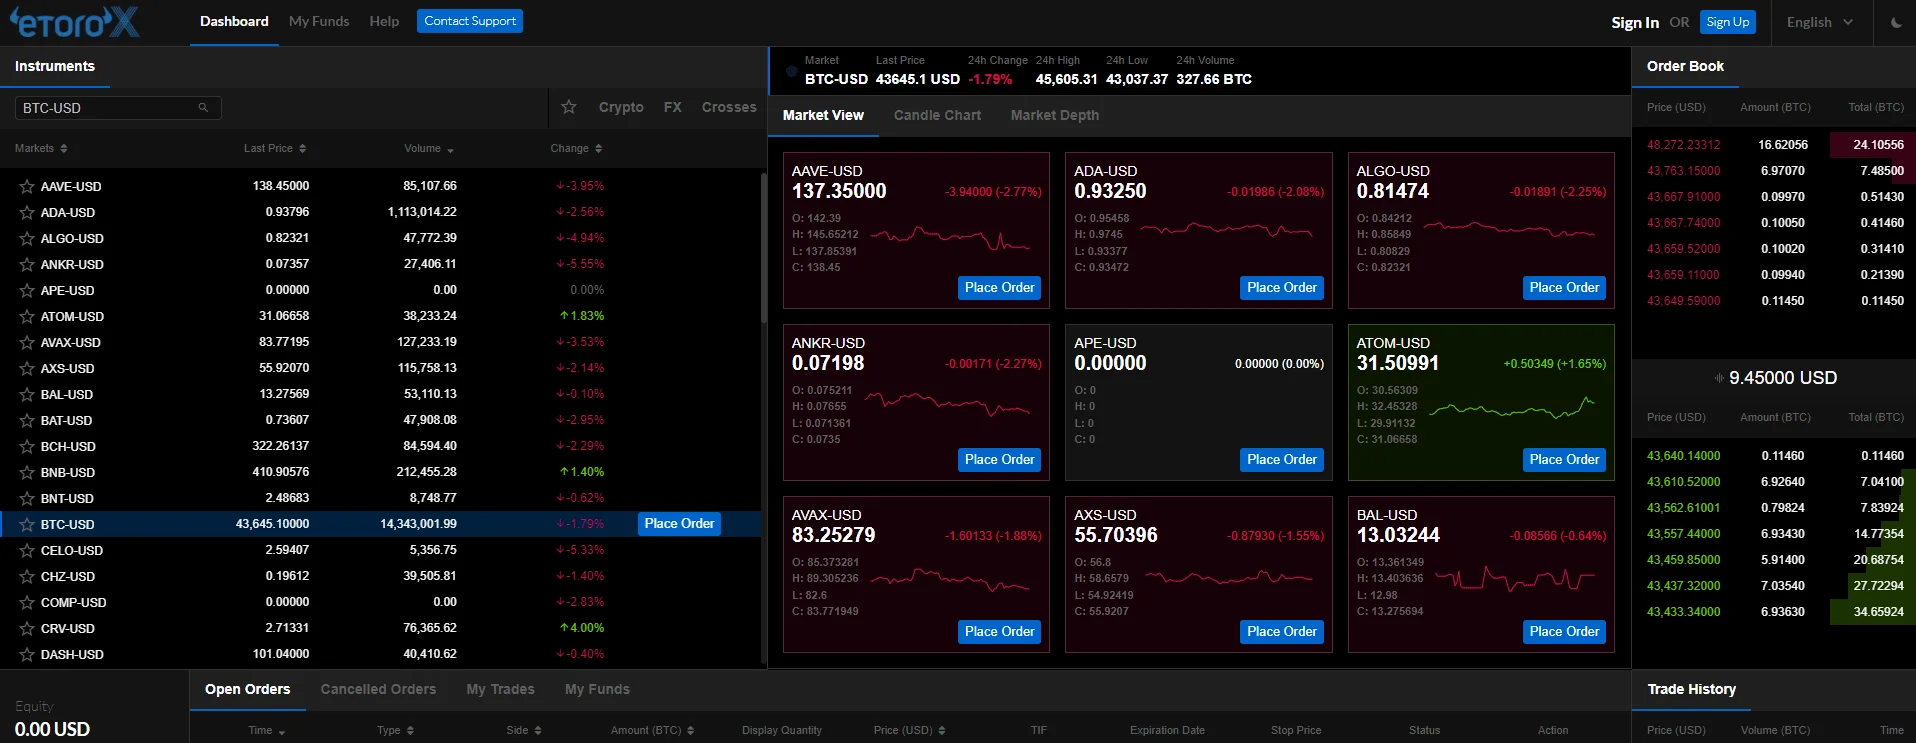 eToroX Dashboard My Funds Help Contact Support Sign In OR Sign Up English
Instruments
BTC-USD Crypto FX Crosses
Markets Last Price Volume Change
AAVE-USD 138.45000 85,107.66 -3.95%
ADA-USD 0.93796 1,113,014.22 -2.56%
ALGO-USD 0.82321 47,772.39 -4.94%
ANKR-USD 0.07357 27,406.11 -5.55%
APE-USD 0.00000 0.00 0.00%
ATOM-USD 31.06658 38,233.24 1.83%
AVAX-USD 83.77195 127,233.19 -3.53%
AXS-USD 55.92070 115,758.13 -2.14%
BAL-USD 13.27569 53,110.13 -0.10%
BAT-USD 0.73607 47,908.08 -2.95%
BCH-USD 322.26137 84,594.40 -2.29%
BNB-USD 410.90576 212,455.28 1.40%
BNT-USD 2.48683 8,748.77 -0.62%
BTC-USD 43,645.10000 14,343,001.99 -1.79% Place Order
CELO-USD 2.59407 5,356.75 -5.33%
CHZ-USD 0.19612 39,505.81 -1.40%
COMP-USD 0.00000 0.00 -2.83%
CRV-USD 2.71331 76,365.62 4.00%
DASH-USD 101.04000 40,410.62 -0.40%
Market Last Price 24h Change 24h High 24h Low 24h Volume
BTC-USD 43645.1 USD -1.79% 45,605.31 43,037.37 327.66 BTC
Market View Candle Chart Market Depth
AAVE-USD
137.35000 -3.94000 (-2.77%)
O: 142.39
H: 145.65212
L: 137.85391
C: 138.45
Place Order
ADA-USD
0.93250 -0.01986 (-2.08%)
O: 0.95458
H: 0.9745
L: 0.93377
C: 0.93472
Place Order
ALGO-USD
0.81474 -0.01891 (-2.25%)
O: 0.84212
H: 0.85849
L: 0.80829
C: 0.82321
Place Order
ANKR-USD
0.07198 -0.00171 (-2.27%)
O: 0.075211
H: 0.07655
L: 0.071361
C: 0.0735
Place Order
APE-USD
0.00000 0.00000 (0.00%)
O: 0
H: 0
L: 0
C: 0
Place Order
ATOM-USD
31.50991 +0.50349 (+1.65%)
O: 30.56309
H: 32.45328
L: 29.91132
C: 31.06658
Place Order
AVAX-USD
83.25279 -1.60133 (-1.88%)
O: 85.373281
H: 89.305236
L: 82.6
C: 83.771949
Place Order
AXS-USD
55.70396 -0.87930 (-1.55%)
O: 56.8
H: 58.6579
L: 54.92419
C: 55.9207
Place Order
BAL-USD
13.03244 -0.08566 (-0.64%)
O: 13.361349
H: 13.403636
L: 12.98
C: 13.275694
Place Order
Order Book
Price (USD) Amount (BTC) Total (BTC)
48,272.23312 16.62056 24.10556
43,763.15000 6.97070 7.48500
43,667.91000 0.09970 0.51430
43,667.74000 0.10050 0.41460
43,659.52000 0.10020 0.31410
43,659.11000 0.09940 0.21390
43,649.59000 0.11450 0.11450
9.45000 USD
Price (USD) Amount (BTC) Total (BTC)
43,640.14000 0.11460 0.11460
43,610.52000 6.92640 7.04100
43,562.61001 0.79824 7.83924
43,557.44000 6.93430 14.77354
43,459.85000 5.91400 20.68754
43,437.32000 7.03540 27.72294
43,433.34000 6.93630 34.65924
Equity
0.00 USD
Open Orders Cancelled Orders My Trades My Funds
Time Type Side Amount (BTC) Display Quantity Price (USD) TIF Expiration Date Stop Price Status Action
Trade History
Price (USD) Volume (BTC) Time